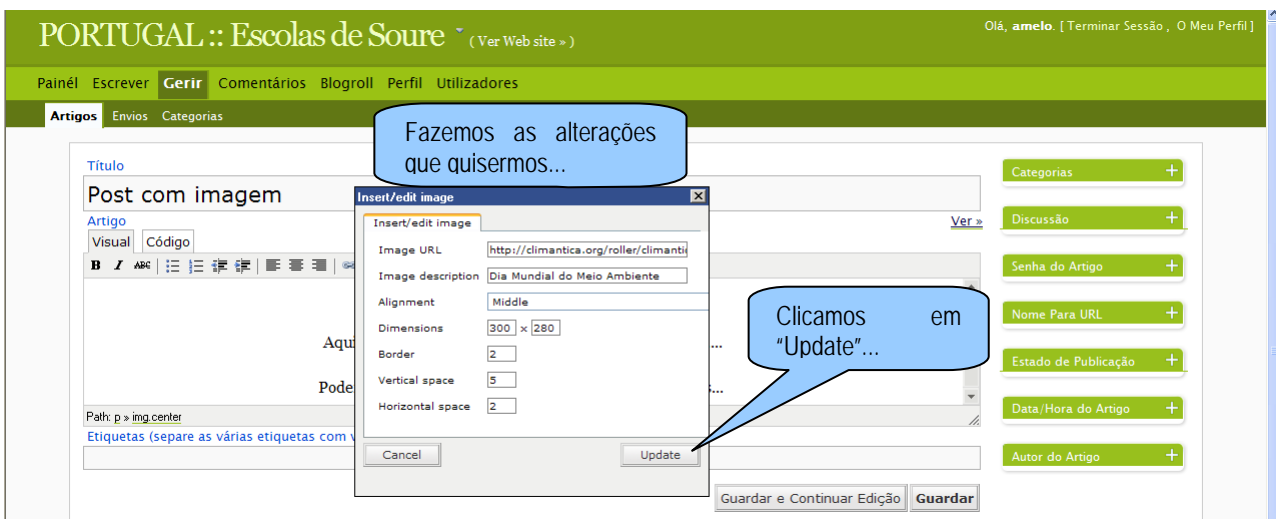 PORTUGAL :: Escolas de Soure ( Ver Web site » )
Olá, amelo. [ Terminar Sessão , O Meu Perfil ]
Painél Escrever Gerir Comentários Blogroll Perfil Utilizadores
Artigos Envios Categorias
Fazemos as alterações
que quisermos...
Título
Post com imagem
Artigo
Ver »
Visual Código
B I ABC
Aqui
...
Pode
s...
Path: p » img.center
Etiquetas (separe as várias etiquetas com v
Insert/edit image
Insert/edit image
Image URL http://climantica.org/roller/climanti
Image description Dia Mundial do Meio Ambiente
Alignment Middle
Dimensions 300 x 280
Border 2
Vertical space 5
Horizontal space 2
Cancel Update
Clicamos em
“Update”...
Guardar e Continuar Edição Guardar
Categorias +
Discussão +
Senha do Artigo +
Nome Para URL +
Estado de Publicação +
Data/Hora do Artigo +
Autor do Artigo +